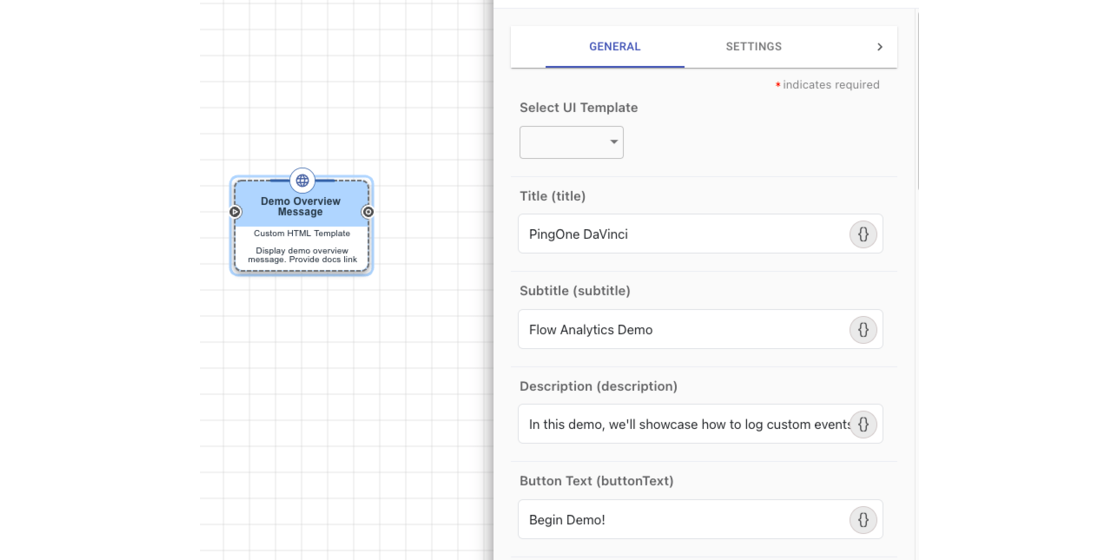 GENERAL
SETTINGS
* indicates required
Select UI Template
Demo Overview
Message
Custom HTML Template
Display demo overview
message. Provide docs link
Title (title)
PingOne DaVinci
{}
Subtitle (subtitle)
Flow Analytics Demo
{}
Description (description)
In this demo, we'll showcase how to log custom events
{}
Button Text (buttonText)
Begin Demo!
{}